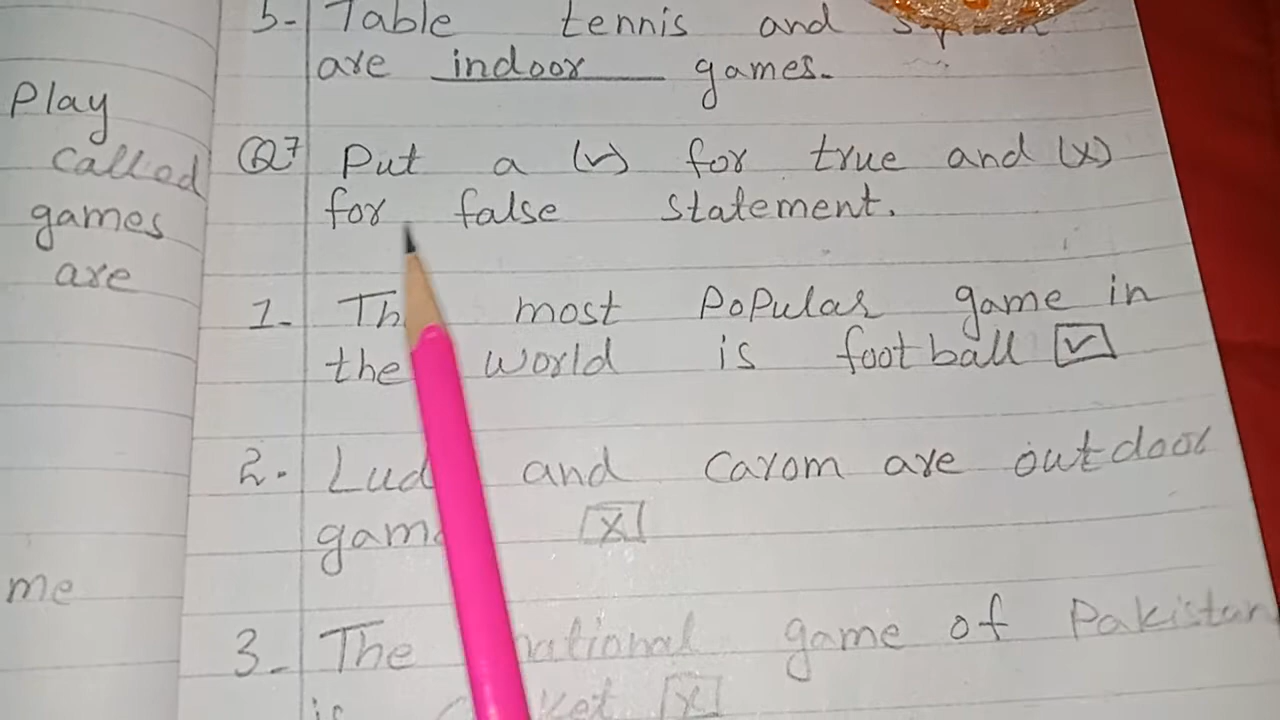 Play
called
games
are
me
5- Table tennis and
are indoor games.
Q7 Put a (✓) for true and (x)
for false statement.
1- Th most Popular game in
the world is football ✓
2. Lud and Carom are outdoor
gam x
3- The national game of Pakistan
is x